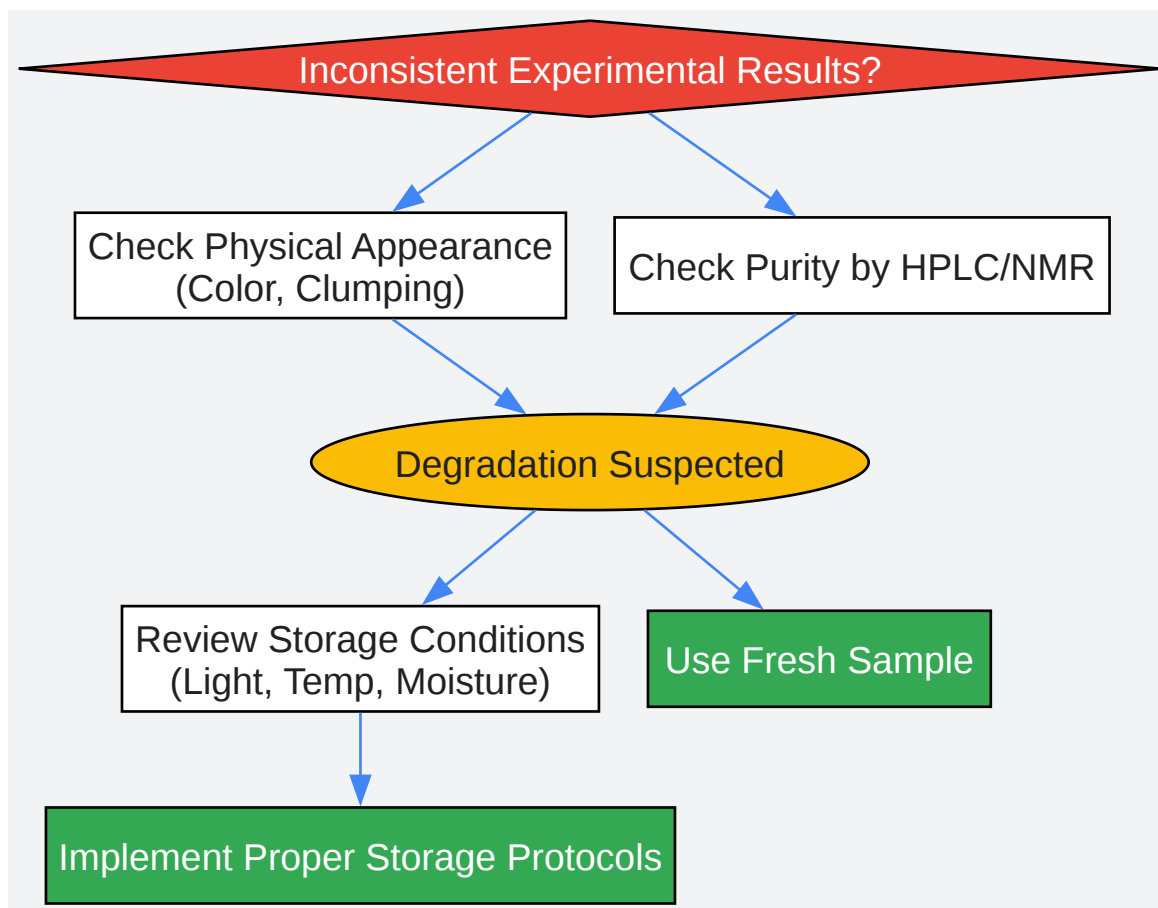 Inconsistent Experimental Results?
Check Physical Appearance
(Color, Clumping)
Check Purity by HPLC/NMR
Degradation Suspected
Review Storage Conditions
(Light, Temp, Moisture)
Use Fresh Sample
Implement Proper Storage Protocols